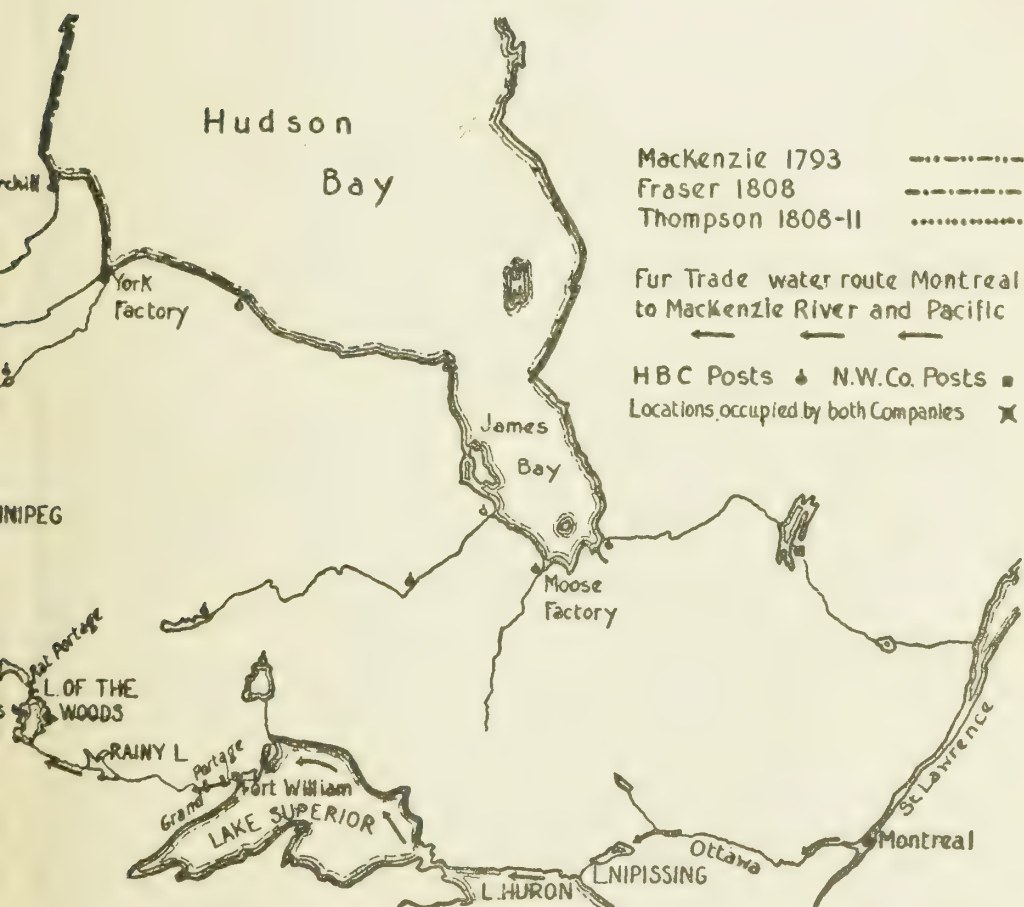 Hudson
Bay
MacKenzie 1793
Fraser 1808
Thompson 1808-11
Fur Trade water route Montreal
to MacKenzie River and Pacific
HBC Posts N.W.Co. Posts
Locations occupied by both Companies
rchill
York
Factory
James
Bay
NIPEG
Moose
Factory
Rat Portage
L. OF THE
WOODS
RAINY L
Grand Portage
Fort William
LAKE SUPERIOR
St. Lawrence
Montreal
Ottawa
L.NIPISSING
L.HURON